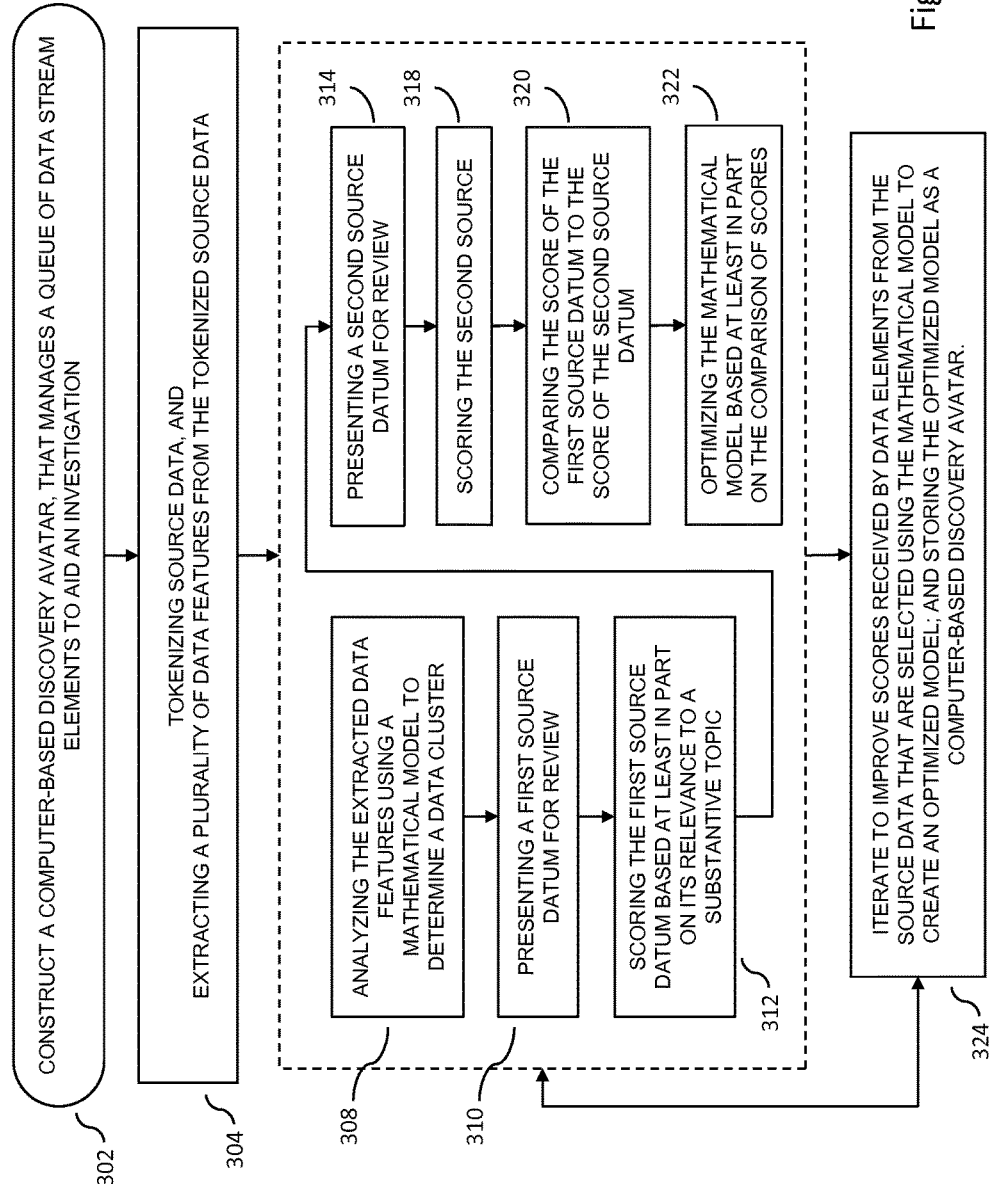 CONSTRUCT A COMPUTER-BASED DISCOVERY AVATAR, THAT MANAGES A QUEUE OF DATA STREAM
ELEMENTS TO AID AN INVESTIGATION
302
TOKENIZING SOURCE DATA, AND
EXTRACTING A PLURALITY OF DATA FEATURES FROM THE TOKENIZED SOURCE DATA
304
ANALYZING THE EXTRACTED DATA
FEATURES USING A
MATHEMATICAL MODEL TO
DETERMINE A DATA CLUSTER
308
PRESENTING A FIRST SOURCE
DATUM FOR REVIEW
310
SCORING THE FIRST SOURCE
DATUM BASED AT LEAST IN PART
ON ITS RELEVANCE TO A
SUBSTANTIVE TOPIC
312
PRESENTING A SECOND SOURCE
DATUM FOR REVIEW
314
SCORING THE SECOND SOURCE
318
COMPARING THE SCORE OF THE
FIRST SOURCE DATUM TO THE
SCORE OF THE SECOND SOURCE
DATUM
320
OPTIMIZING THE MATHEMATICAL
MODEL BASED AT LEAST IN PART
ON THE COMPARISON OF SCORES
322
ITERATE TO IMPROVE SCORES RECEIVED BY DATA ELEMENTS FROM THE
SOURCE DATA THAT ARE SELECTED USING THE MATHEMATICAL MODEL TO
CREATE AN OPTIMIZED MODEL; AND STORING THE OPTIMIZED MODEL AS A
COMPUTER-BASED DISCOVERY AVATAR.
324